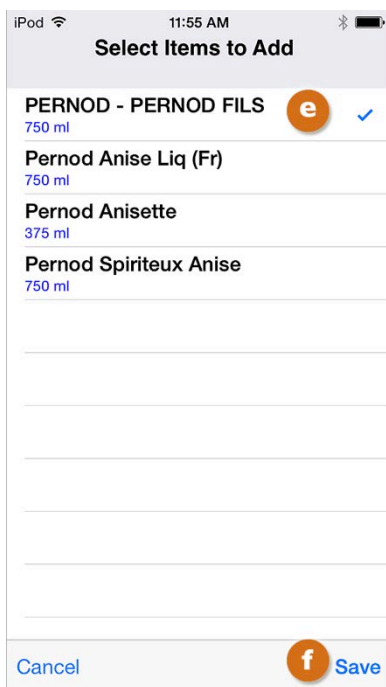 iPod 11:55 AM
Select Items to Add
PERNOD - PERNOD FILS e
750 ml
Pernod Anise Liq (Fr)
750 ml
Pernod Anisette
375 ml
Pernod Spiriteux Anise
750 ml
Cancel f Save